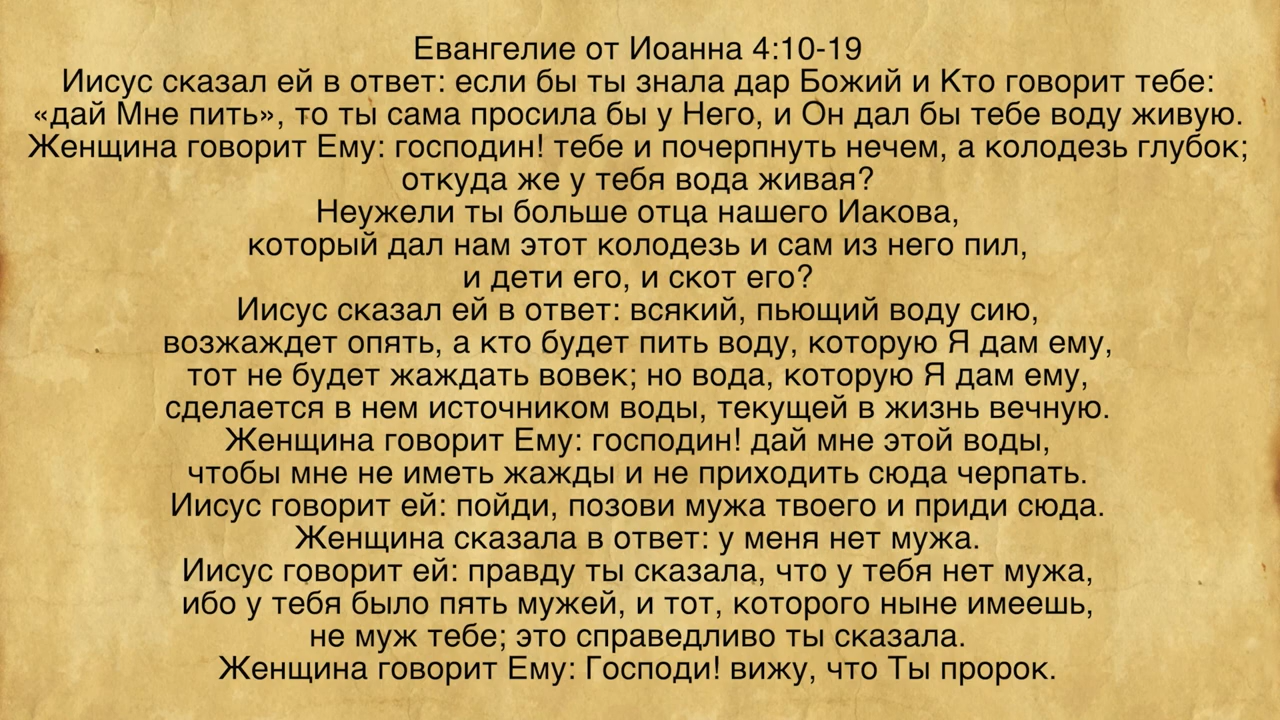 Евангелие от Иоанна 4:10-19
Иисус сказал ей в ответ: если бы ты знала дар Божий и Кто говорит тебе:
«дай Мне пить», то ты сама просила бы у Него, и Он дал бы тебе воду живую.
Женщина говорит Ему: господин! тебе и почерпнуть нечем, а колодезь глубок;
откуда же у тебя вода живая?
Неужели ты больше отца нашего Иакова,
который дал нам этот колодезь и сам из него пил,
и дети его, и скот его?
Иисус сказал ей в ответ: всякий, пьющий воду сию,
возжаждет опять, а кто будет пить воду, которую Я дам ему,
тот не будет жаждать вовек; но вода, которую Я дам ему,
сделается в нем источником воды, текущей в жизнь вечную.
Женщина говорит Ему: господин! дай мне этой воды,
чтобы мне не иметь жажды и не приходить сюда черпать.
Иисус говорит ей: пойди, позови мужа твоего и приди сюда.
Женщина сказала в ответ: у меня нет мужа.
Иисус говорит ей: правду ты сказала, что у тебя нет мужа,
ибо у тебя было пять мужей, и тот, которого ныне имеешь,
не муж тебе; это справедливо ты сказала.
Женщина говорит Ему: Господи! вижу, что Ты пророк.